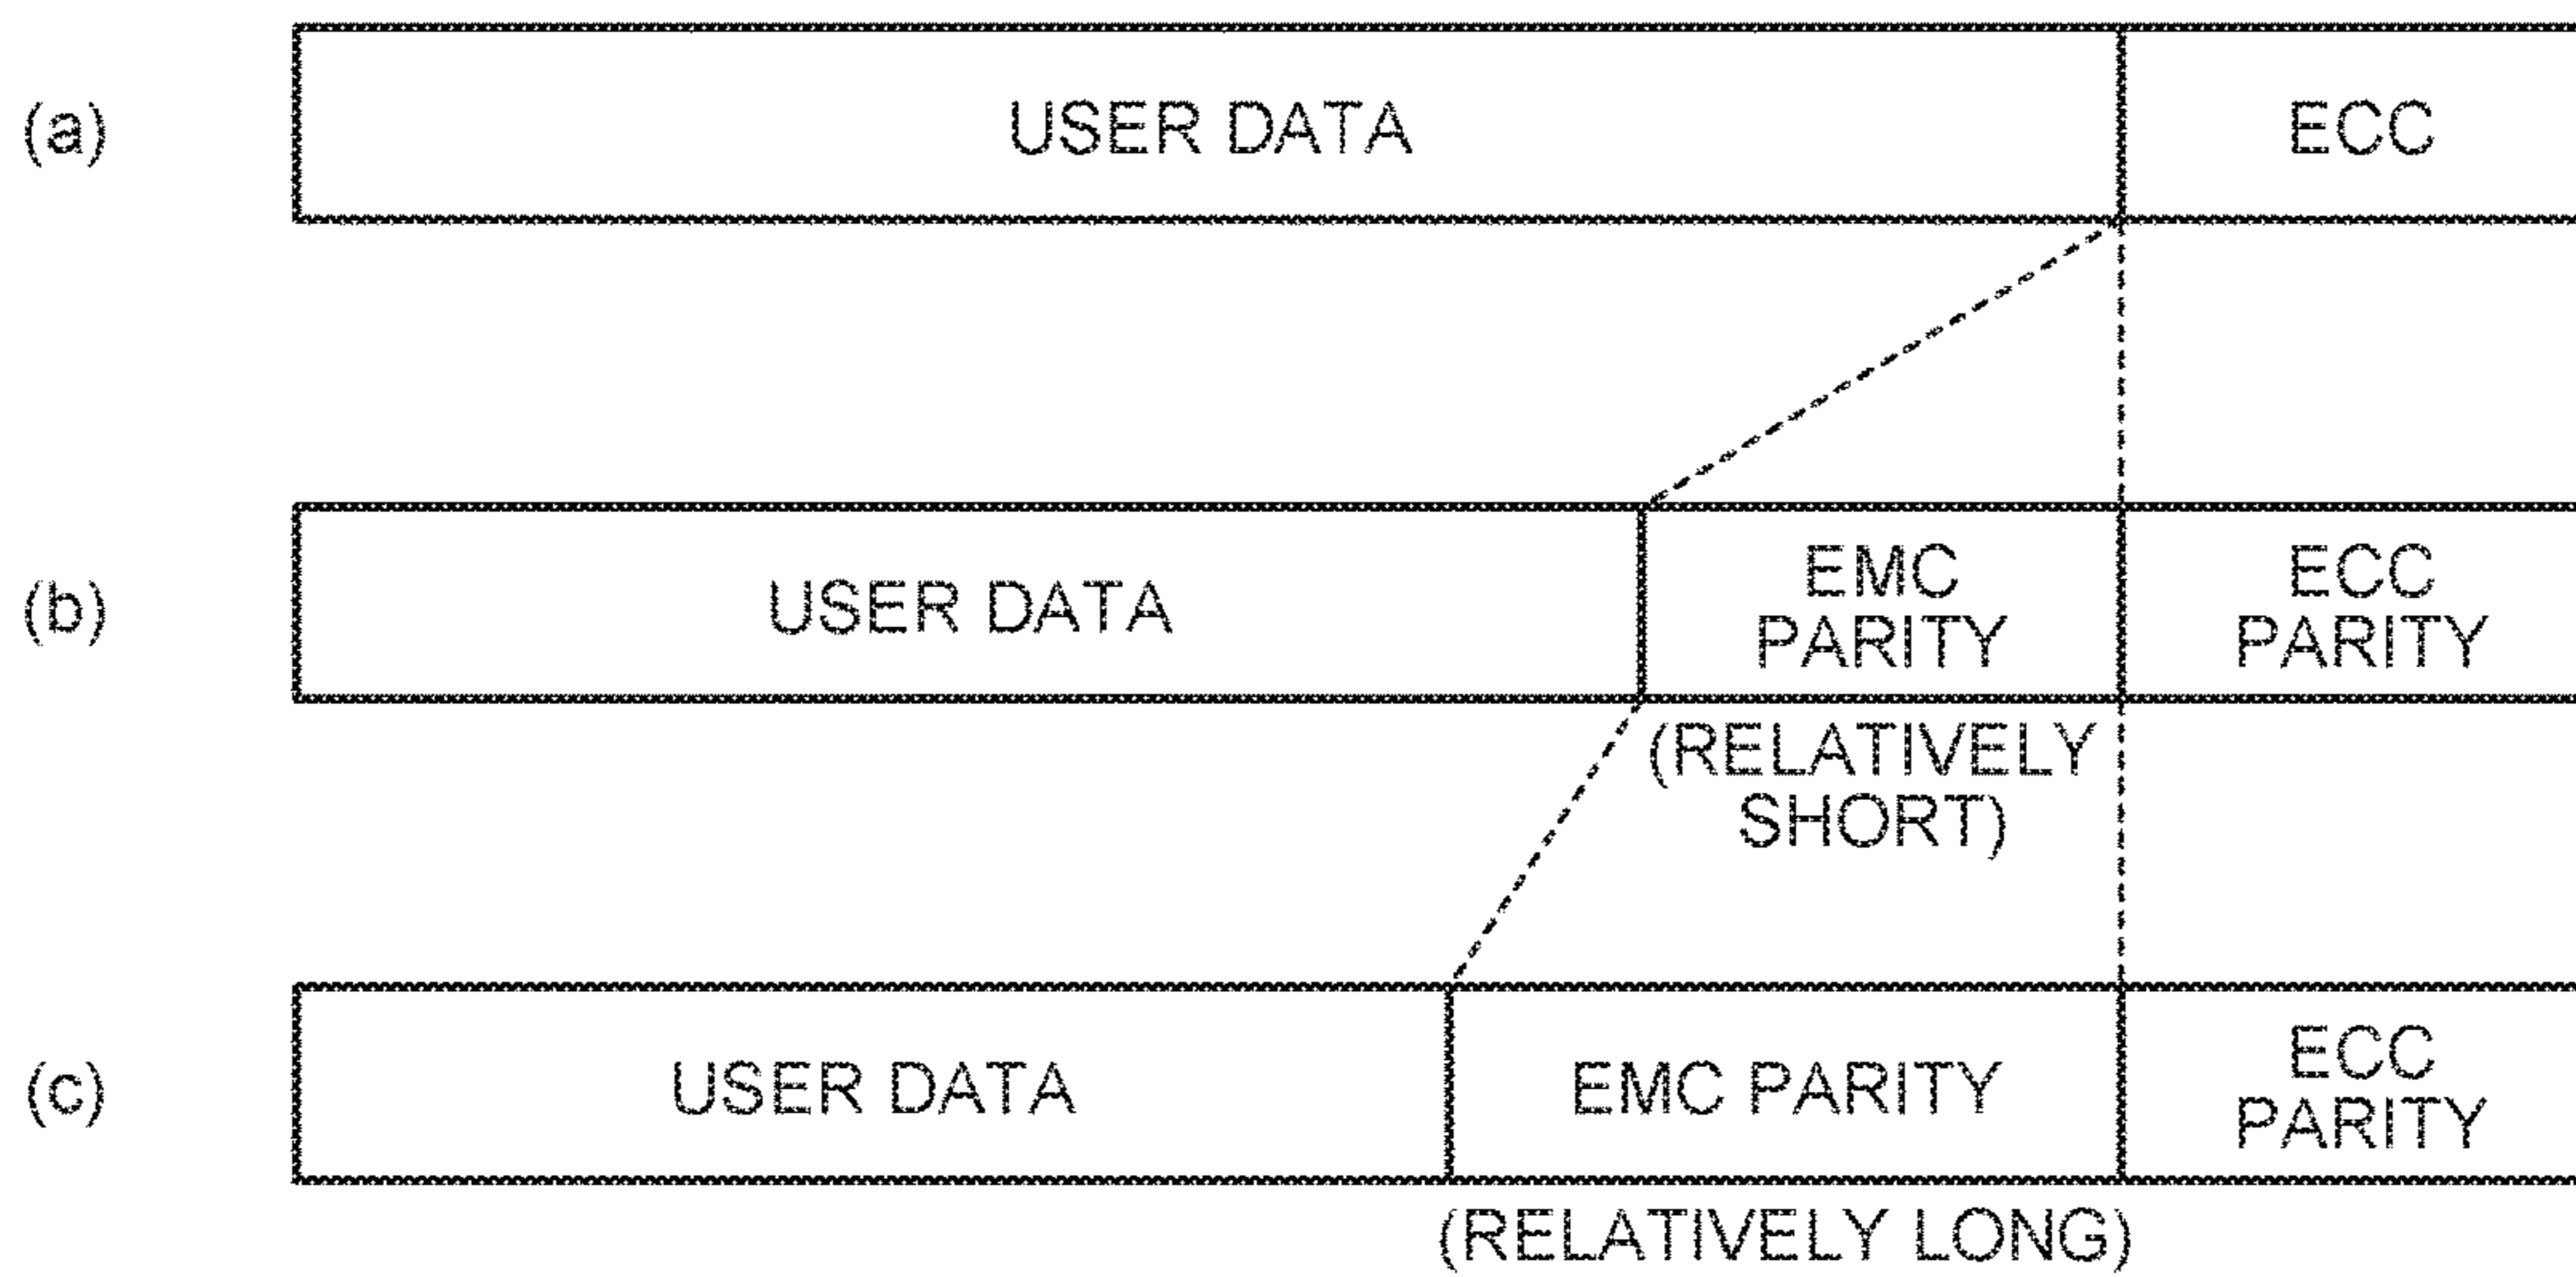 (a)
USER DATA
ECC
(b)
USER DATA
EMC
PARITY
ECC
PARITY
(RELATIVELY
SHORT)
(c)
USER DATA
EMC PARITY
ECC
PARITY
(RELATIVELY LONG)